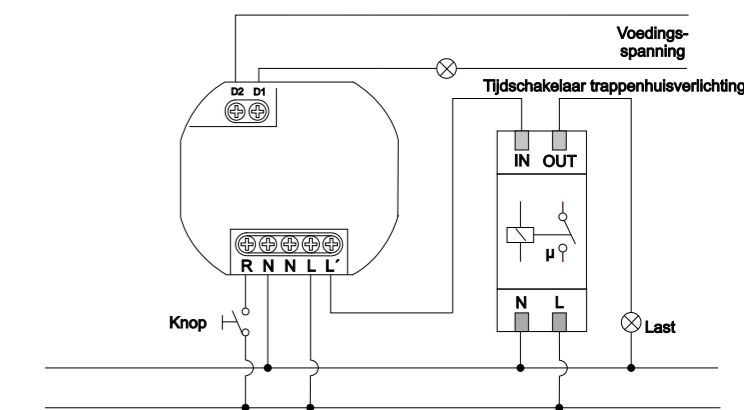 Voedings-
spanning
D2 D1
Tijdschakelaar trappenhuisverlichting
IN OUT
µ
R N N L L´
N L
Knop
Last